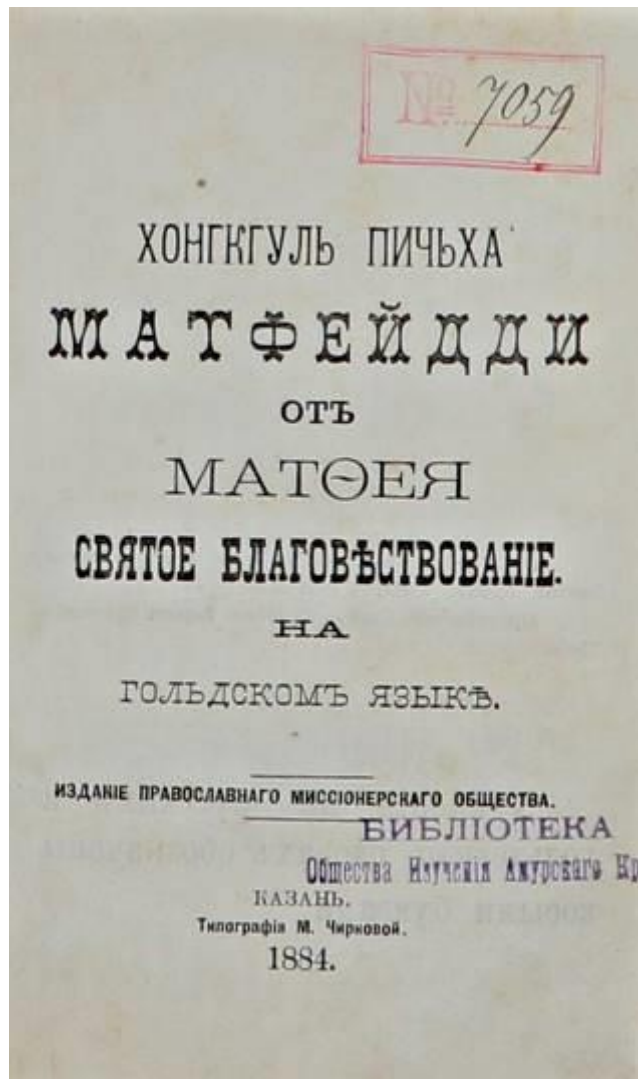 № 7059
ХОНГКГУЛЬ ПИЧЬХА
МАТФЕЙДДИ
ОТЪ
МАТѲЕЯ
СВЯТОЕ БЛАГОВѢСТВОВАНІЕ.
НА
ГОЛЬДСКОМЪ ЯЗЫКѢ.
ИЗДАНІЕ ПРАВОСЛАВНАГО МИССІОНЕРСКАГО ОБЩЕСТВА.
БИБЛІОТЕКА
Общества Изученія Амурскаго Кр
КАЗАНЬ.
Типографія М. Чирковой.
1884.